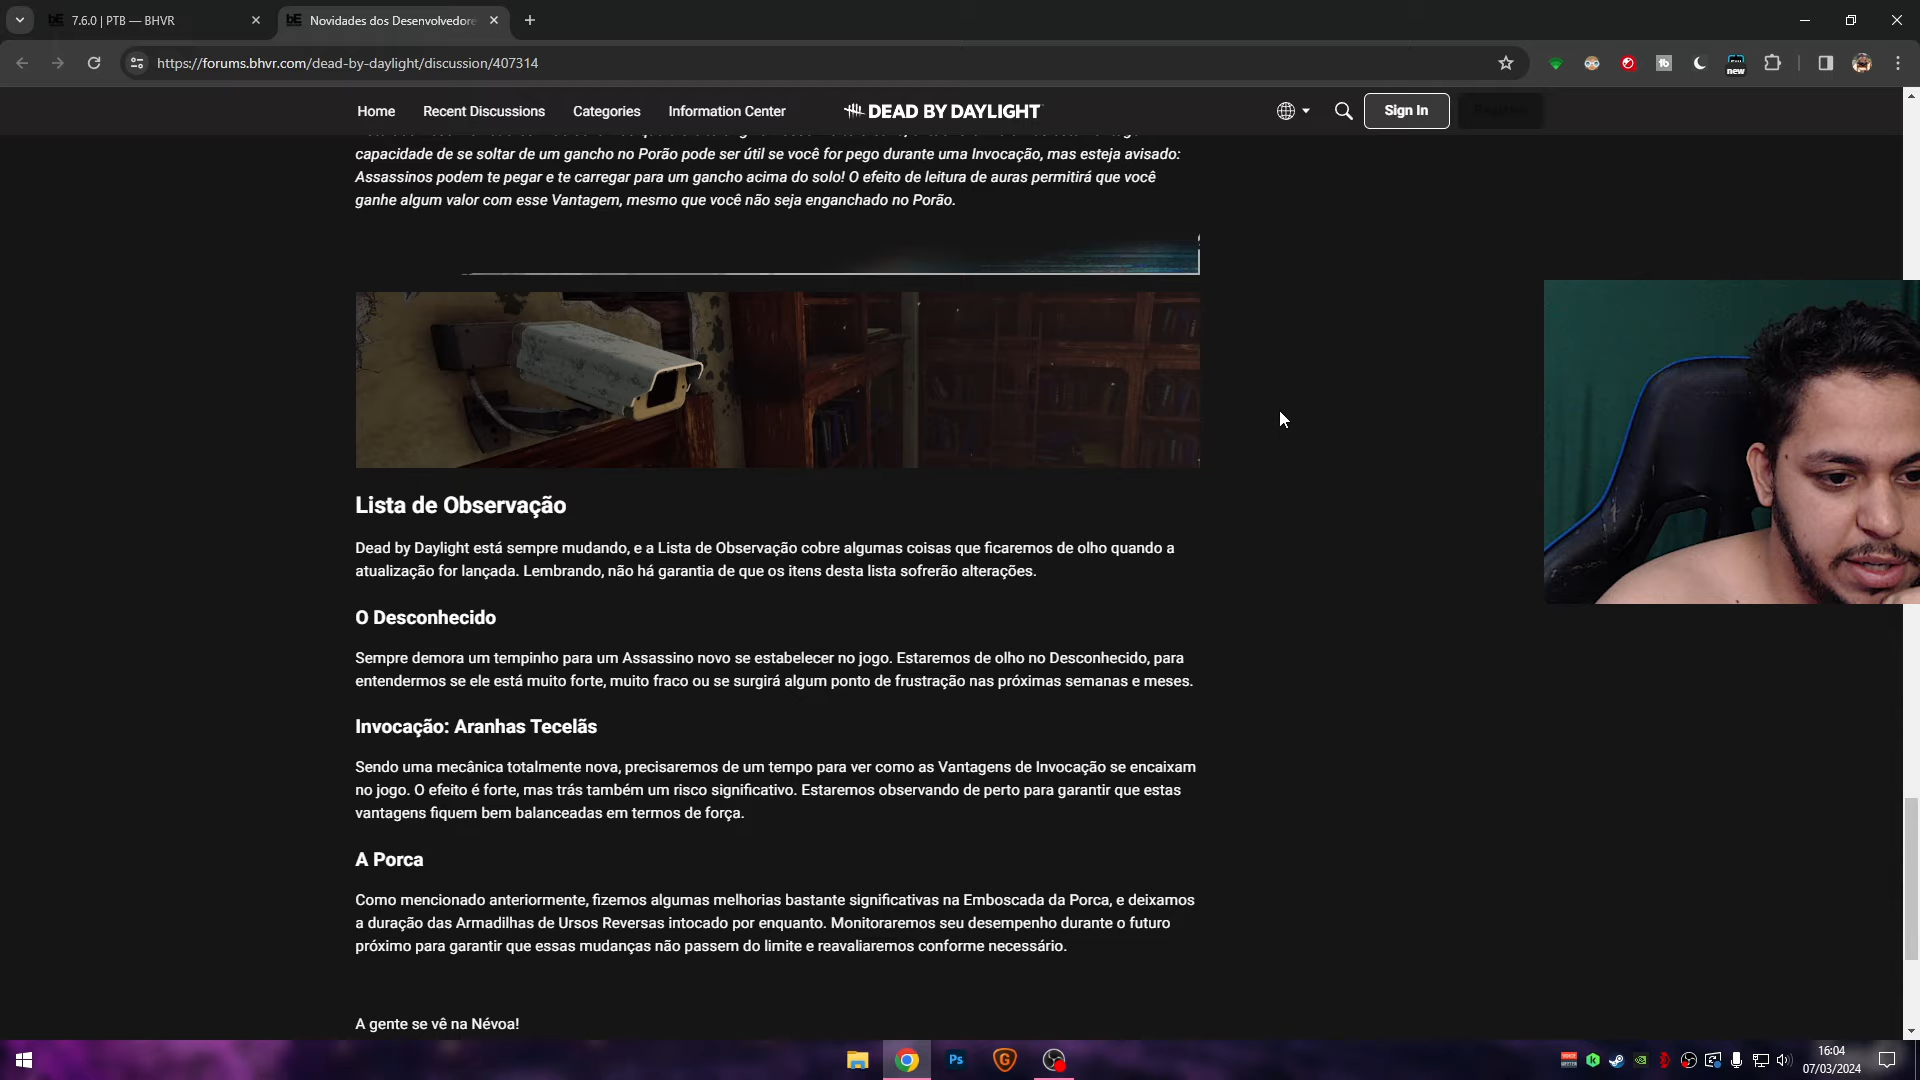 7.6.0 | PTB — BHVR
Novidades dos Desenvolvedore
https://forums.bhvr.com/dead-by-daylight/discussion/407314
new
Home Recent Discussions Categories Information Center DEAD BY DAYLIGHT Sign In
capacidade de se soltar de um gancho no Porão pode ser útil se você for pego durante uma Invocação, mas esteja avisado:
Assassinos podem te pegar e te carregar para um gancho acima do solo! O efeito de leitura de auras permitirá que você
ganhe algum valor com esse Vantagem, mesmo que você não seja enganchado no Porão.
Lista de Observação
Dead by Daylight está sempre mudando, e a Lista de Observação cobre algumas coisas que ficaremos de olho quando a
atualização for lançada. Lembrando, não há garantia de que os itens desta lista sofrerão alterações.
O Desconhecido
Sempre demora um tempinho para um Assassino novo se estabelecer no jogo. Estaremos de olho no Desconhecido, para
entendermos se ele está muito forte, muito fraco ou se surgirá algum ponto de frustração nas próximas semanas e meses.
Invocação: Aranhas Tecelãs
Sendo uma mecânica totalmente nova, precisaremos de um tempo para ver como as Vantagens de Invocação se encaixam
no jogo. O efeito é forte, mas trás também um risco significativo. Estaremos observando de perto para garantir que estas
vantagens fiquem bem balanceadas em termos de força.
A Porca
Como mencionado anteriormente, fizemos algumas melhorias bastante significativas na Emboscada da Porca, e deixamos
a duração das Armadilhas de Ursos Reversas intocado por enquanto. Monitoraremos seu desempenho durante o futuro
próximo para garantir que essas mudanças não passem do limite e reavaliaremos conforme necessário.
A gente se vê na Névoa!
Ps
16:04
07/03/2024